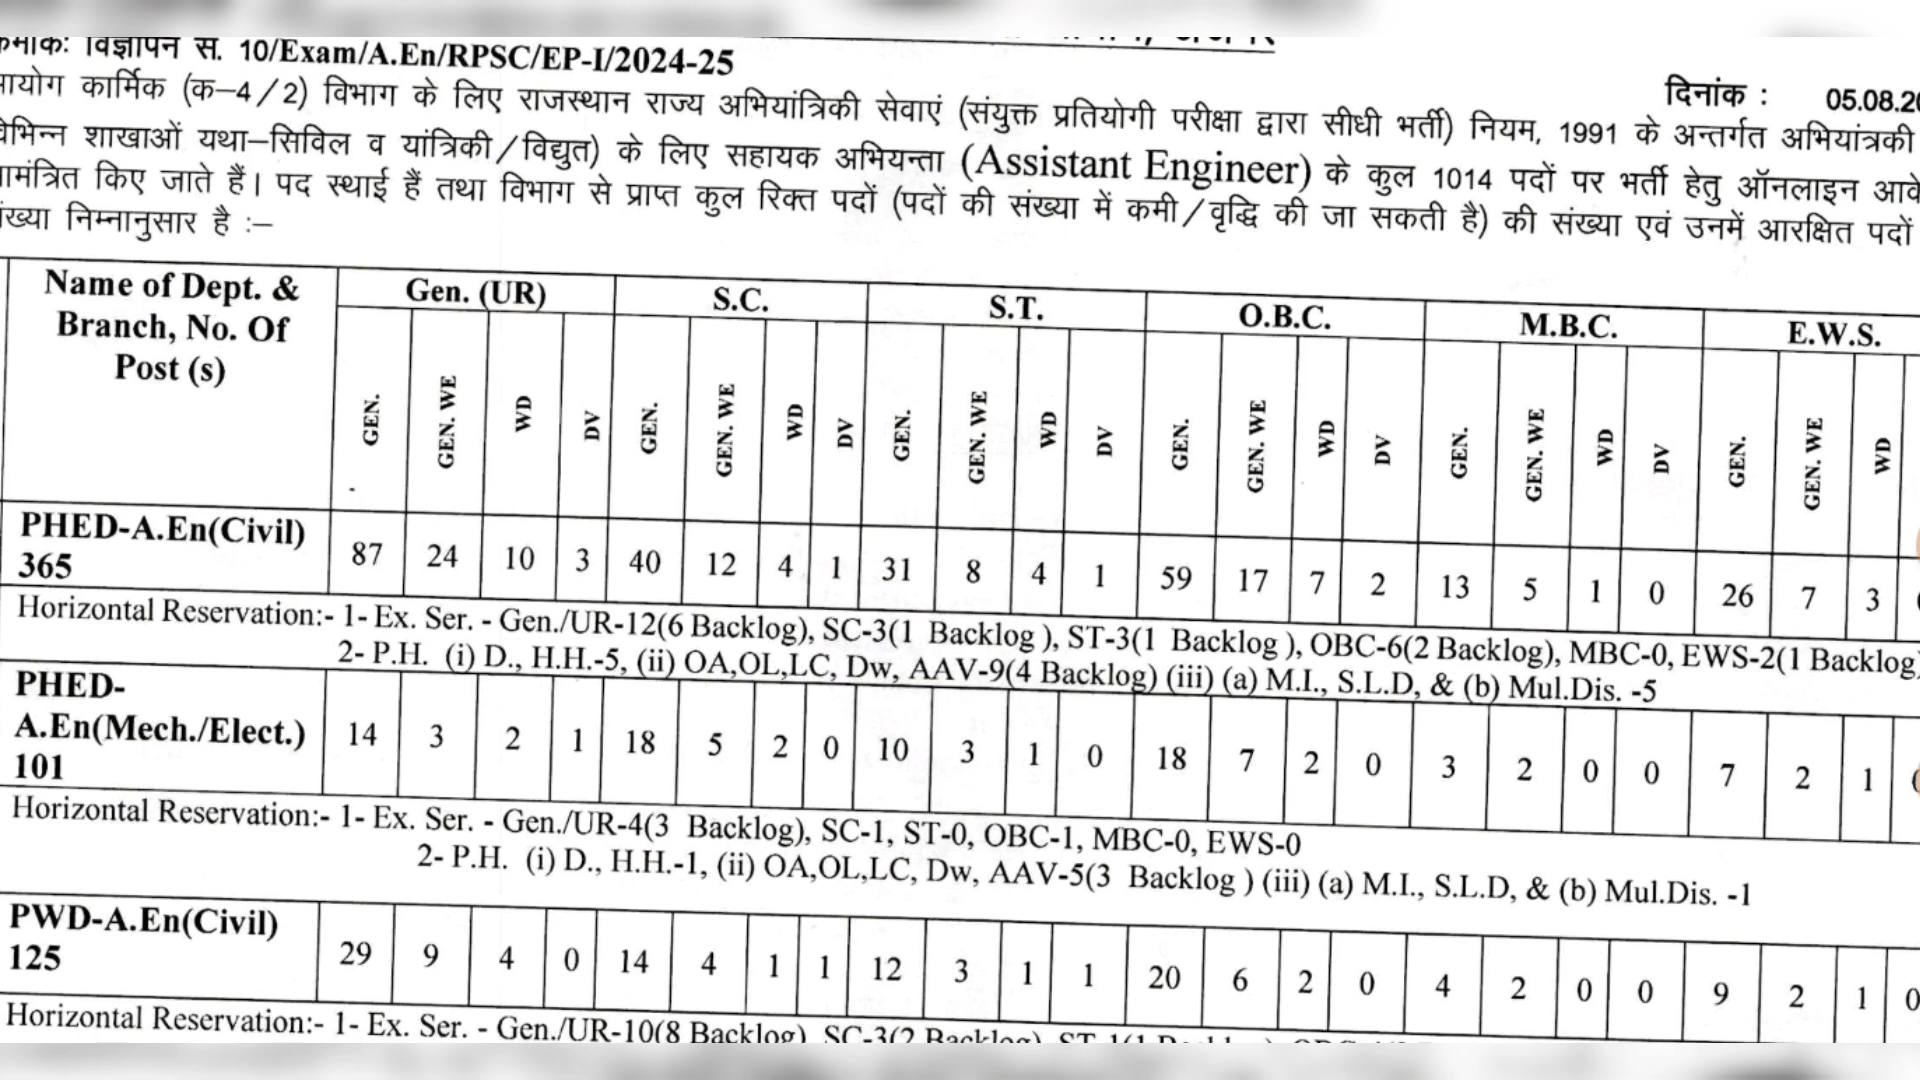 विज्ञापन सं. 10/Exam/A.En/RPSC/EP-I/2024-25
दिनांक : 05.08.20
कार्मिक (क–4/2) विभाग के लिए राजस्थान राज्य अभियांत्रिकी सेवाएं (संयुक्त प्रतियोगी परीक्षा द्वारा सीधी भर्ती) नियम, 1991 के अन्तर्गत अभियांत्रकी
शाखाओं यथा–सिविल व यांत्रिकी/विद्युत) के लिए सहायक अभियन्ता (Assistant Engineer) के कुल 1014 पदों पर भर्ती हेतु ऑनलाइन
किए जाते हैं। पद स्थाई हैं तथा विभाग से प्राप्त कुल रिक्त पदों (पदों की संख्या में कमी/वृद्धि की जा सकती है) की संख्या एवं उनमें आरक्षित पदों
निम्नानुसार है :–
Name of Dept. & Branch, No. Of Post (s) Gen. (UR) S.C. S.T. O.B.C. M.B.C. E.W.S.
GEN. GEN. WE WD DV GEN. GEN. WE WD DV GEN. GEN. WE WD DV GEN. GEN. WE WD DV GEN. GEN. WE WD DV GEN. GEN. WE WD
PHED-A.En(Civil) 365 87 24 10 3 40 12 4 1 31 8 4 1 59 17 7 2 13 5 1 0 26 7 3
Horizontal Reservation:- 1- Ex. Ser. - Gen./UR-12(6 Backlog), SC-3(1 Backlog ), ST-3(1 Backlog ), OBC-6(2 Backlog), MBC-0, EWS-2(1 Backlog)
2- P.H. (i) D., H.H.-5, (ii) OA,OL,LC, Dw, AAV-9(4 Backlog) (iii) (a) M.I., S.L.D, & (b) Mul.Dis. -5
PHED-A.En(Mech./Elect.) 101 14 3 2 1 18 5 2 0 10 3 1 0 18 7 2 0 3 2 0 0 7 2 1
Horizontal Reservation:- 1- Ex. Ser. - Gen./UR-4(3 Backlog), SC-1, ST-0, OBC-1, MBC-0, EWS-0
2- P.H. (i) D., H.H.-1, (ii) OA,OL,LC, Dw, AAV-5(3 Backlog ) (iii) (a) M.I., S.L.D, & (b) Mul.Dis. -1
PWD-A.En(Civil) 125 29 9 4 0 14 4 1 1 12 3 1 1 20 6 2 0 4 2 0 0 9 2 1 0
Horizontal Reservation:- 1- Ex. Ser. - Gen./UR-10(8 Backlog), SC-3(2 Backlog),